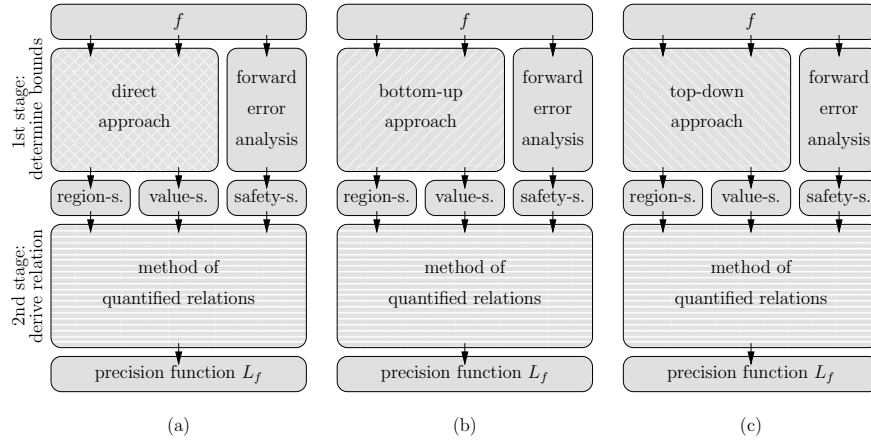 1st stage:
determine bounds
2nd stage:
derive relation
f
direct
approach
forward
error
analysis
region-s.
value-s.
safety-s.
method of
quantified relations
precision function L_f
(a)
f
bottom-up
approach
forward
error
analysis
region-s.
value-s.
safety-s.
method of
quantified relations
precision function L_f
(b)
f
top-down
approach
forward
error
analysis
region-s.
value-s.
safety-s.
method of
quantified relations
precision function L_f
(c)